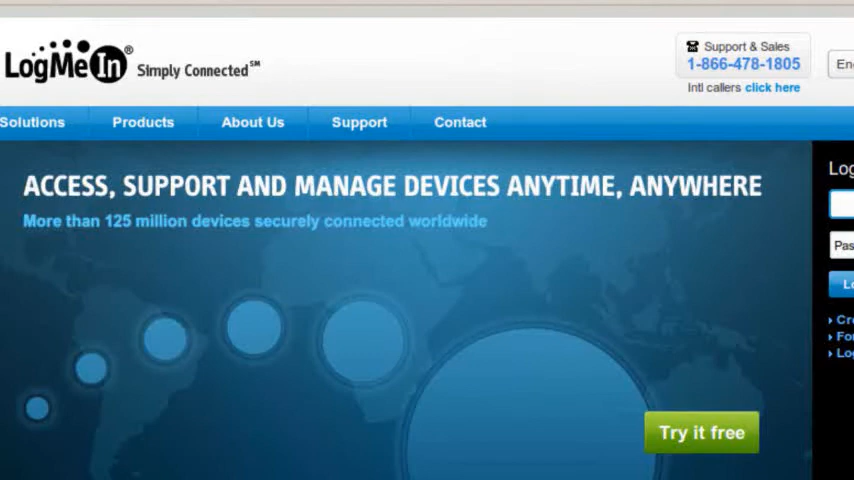 LogMeIn® Simply Connected℠
Support & Sales
1-866-478-1805
Intl callers click here
Solutions Products About Us Support Contact
ACCESS, SUPPORT AND MANAGE DEVICES ANYTIME, ANYWHERE
More than 125 million devices securely connected worldwide
Try it free